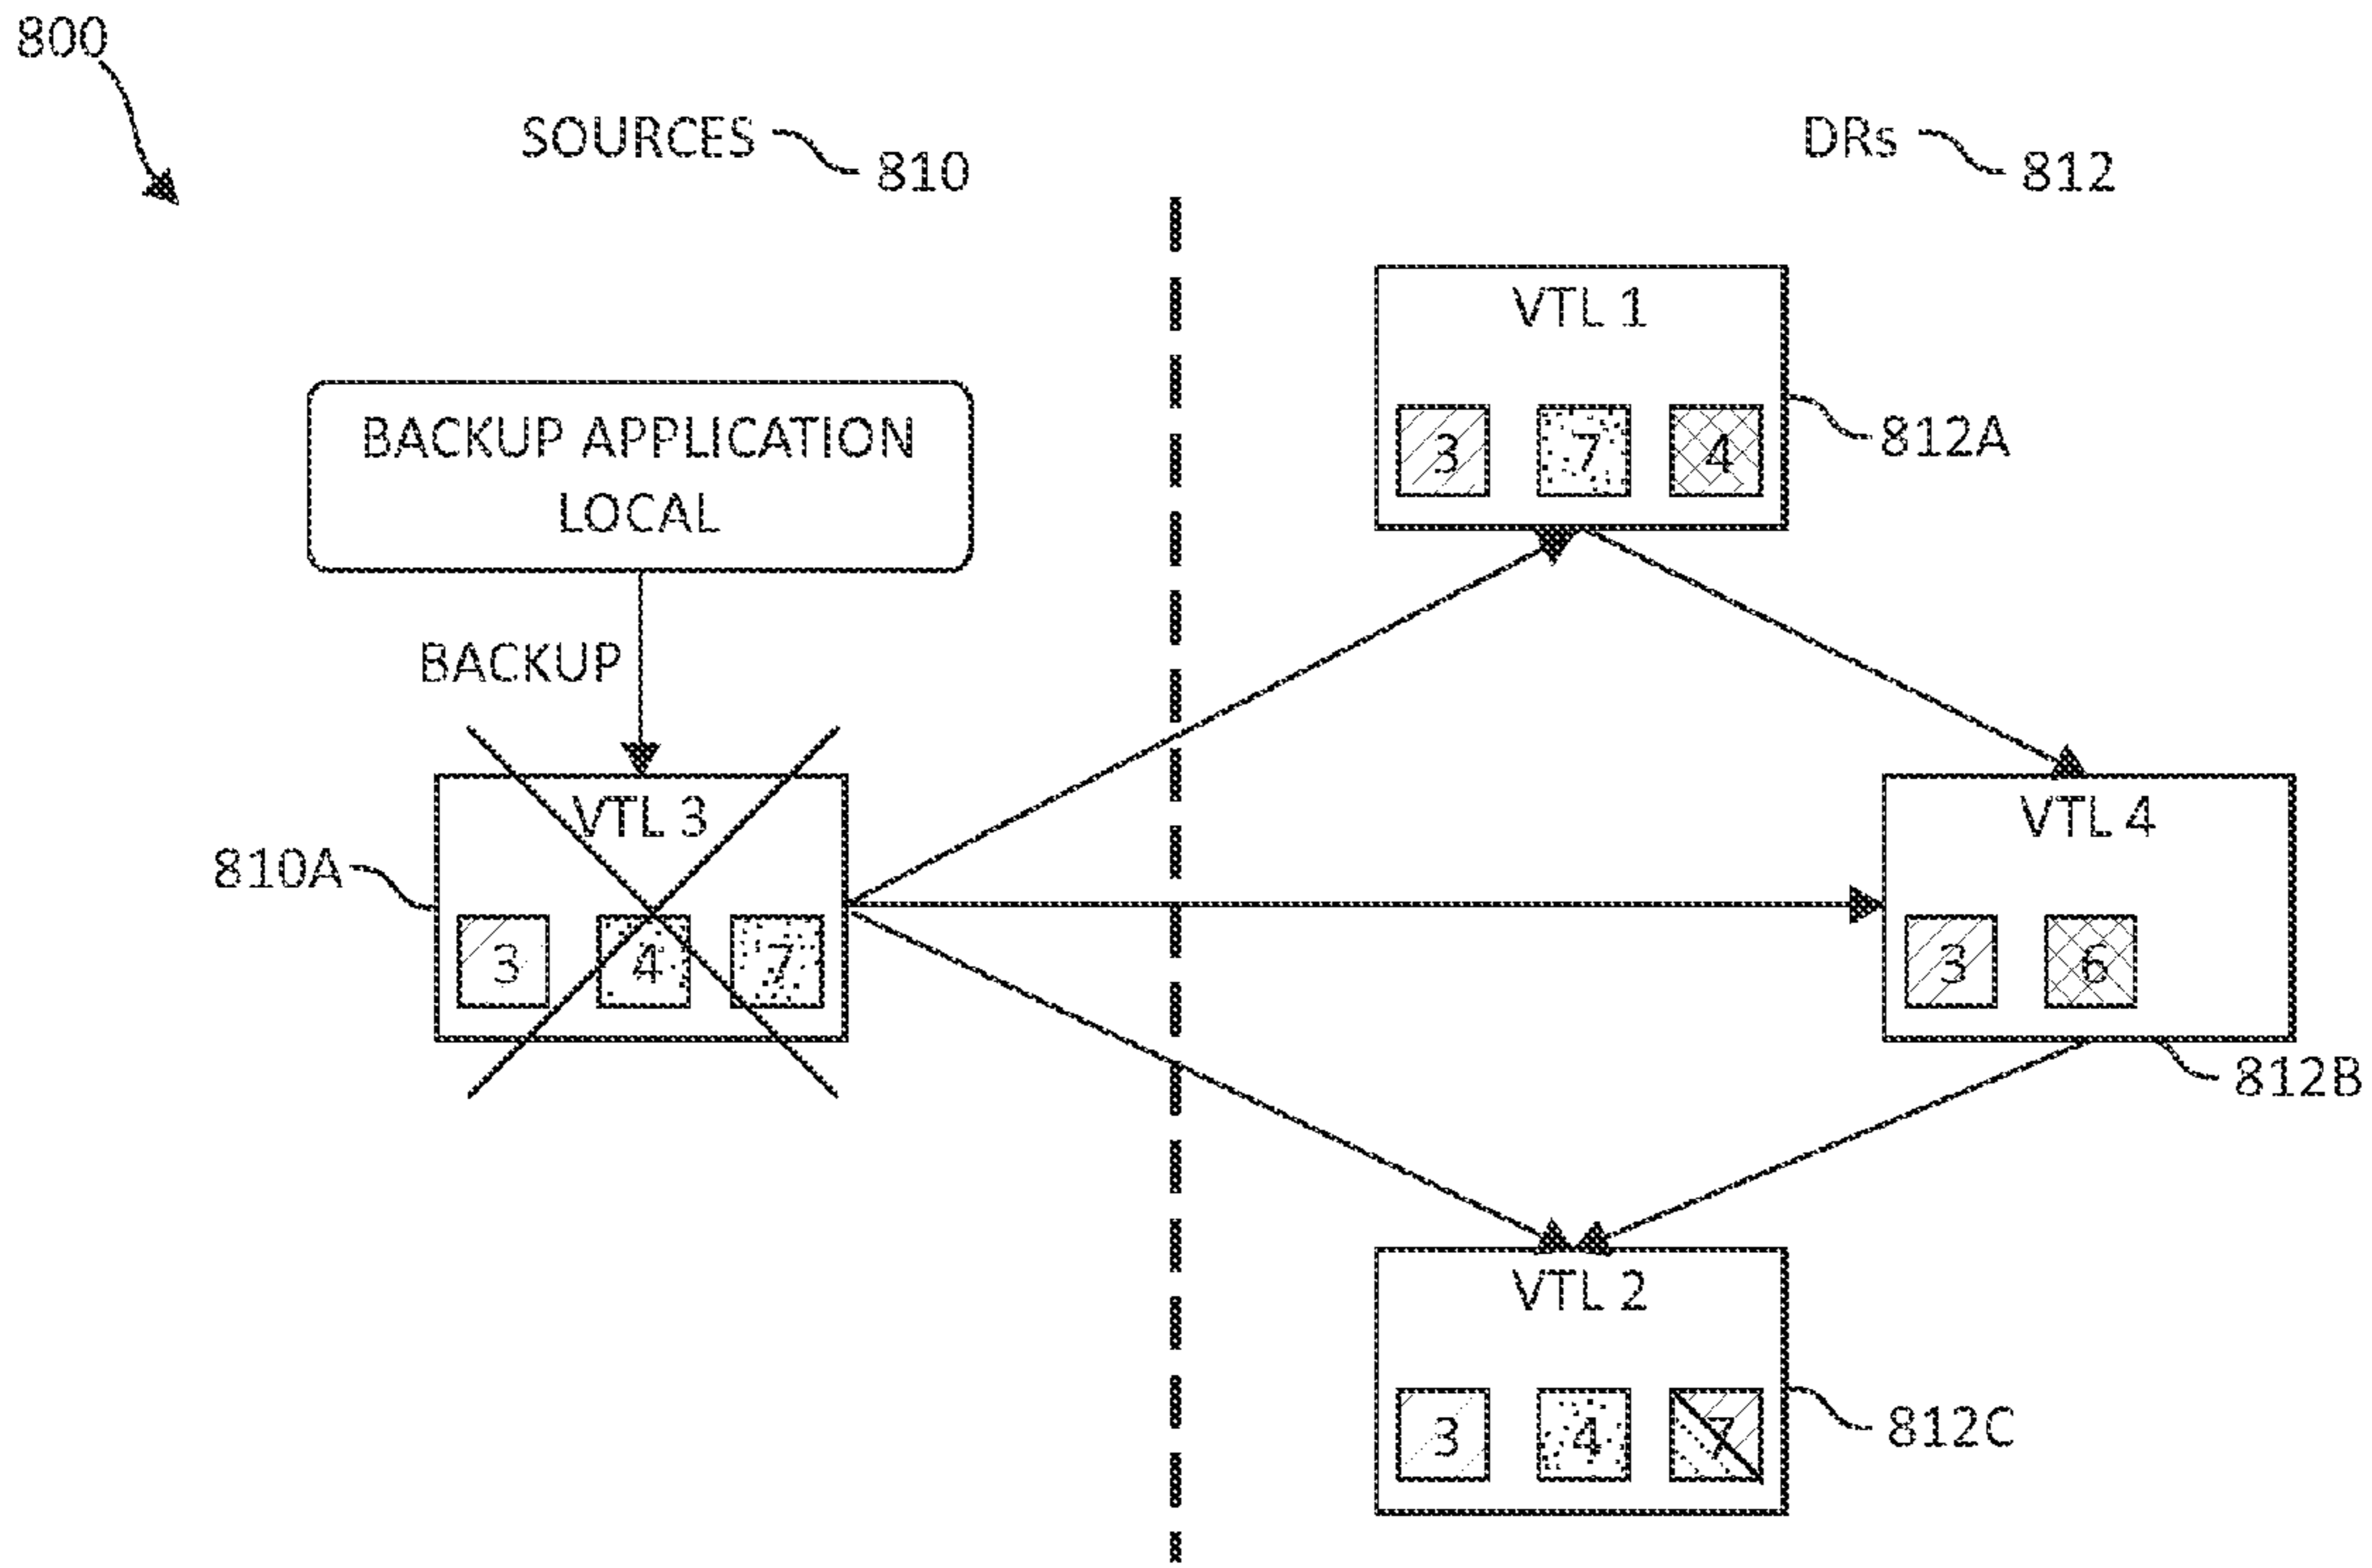 800
SOURCES 810
DRs 812
VTL 1
3 7 4
812A
BACKUP APPLICATION
LOCAL
BACKUP
VTL 3
810A
3 4 7
VTL 4
3 6
812B
VTL 2
3 4 7
812C